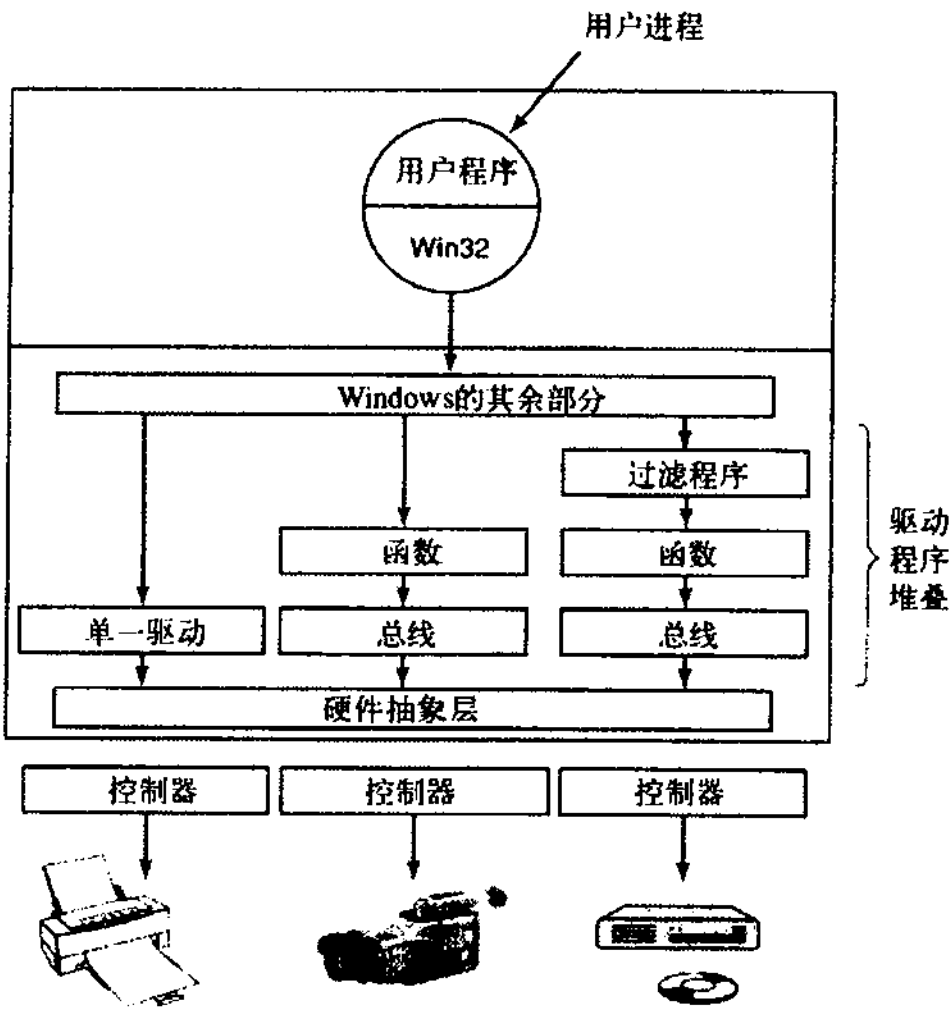 用户进程
用户程序
Win32
Windows的其余部分
过滤程序
函数
函数
驱动
程序
堆叠
单一驱动
总线
总线
硬件抽象层
控制器
控制器
控制器